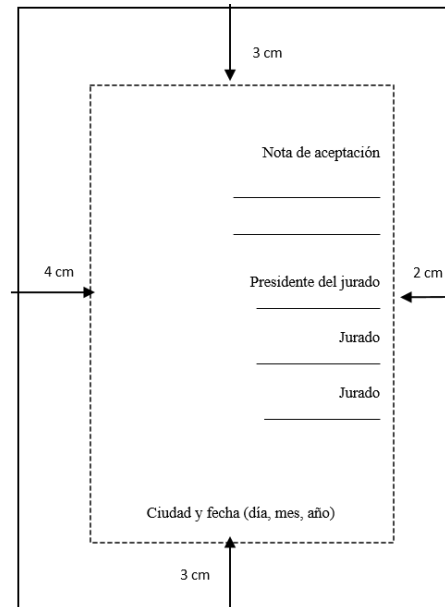 3 cm
Nota de aceptación
4 cm
Presidente del jurado
2 cm
Jurado
Jurado
Ciudad y fecha (día, mes, año)
3 cm